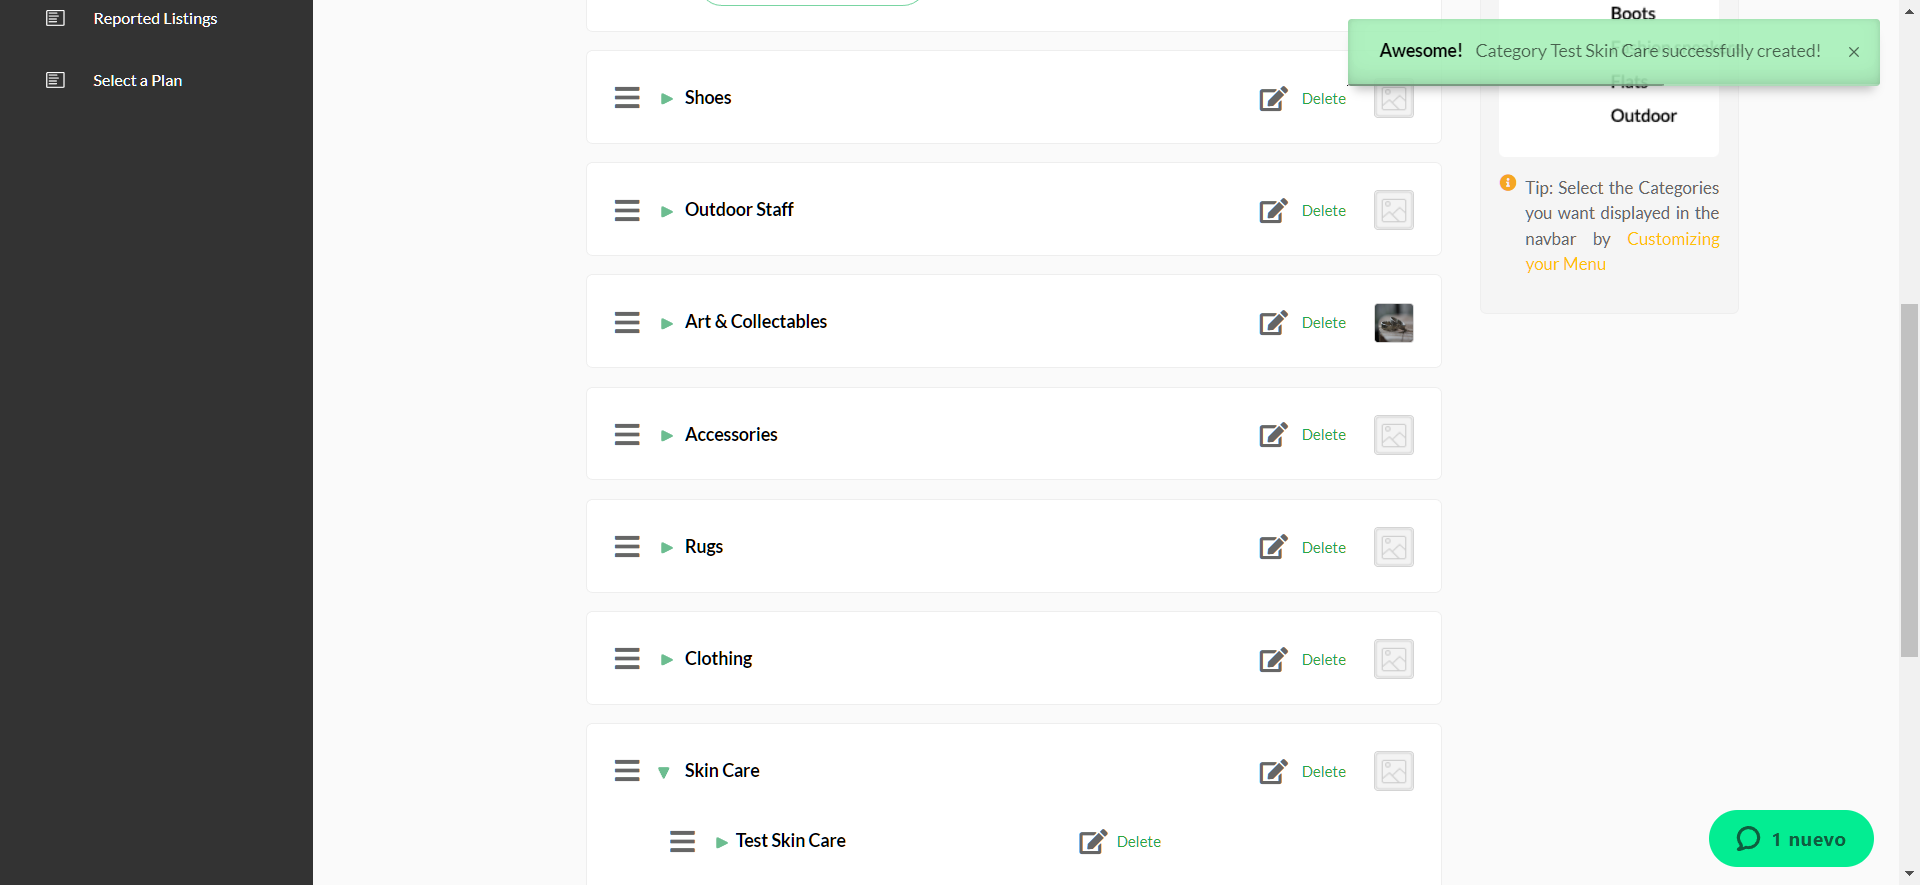 Reported Listings
Select a Plan
Shoes
Delete
Outdoor Staff
Delete
Art & Collectables
Delete
Accessories
Delete
Rugs
Delete
Clothing
Delete
Skin Care
Delete
Test Skin Care
Delete
Boots
Awesome! Category Test Skin Care successfully created! ×
Flats
Outdoor
Tip: Select the Categories
you want displayed in the
navbar by Customizing
your Menu
1 nuevo